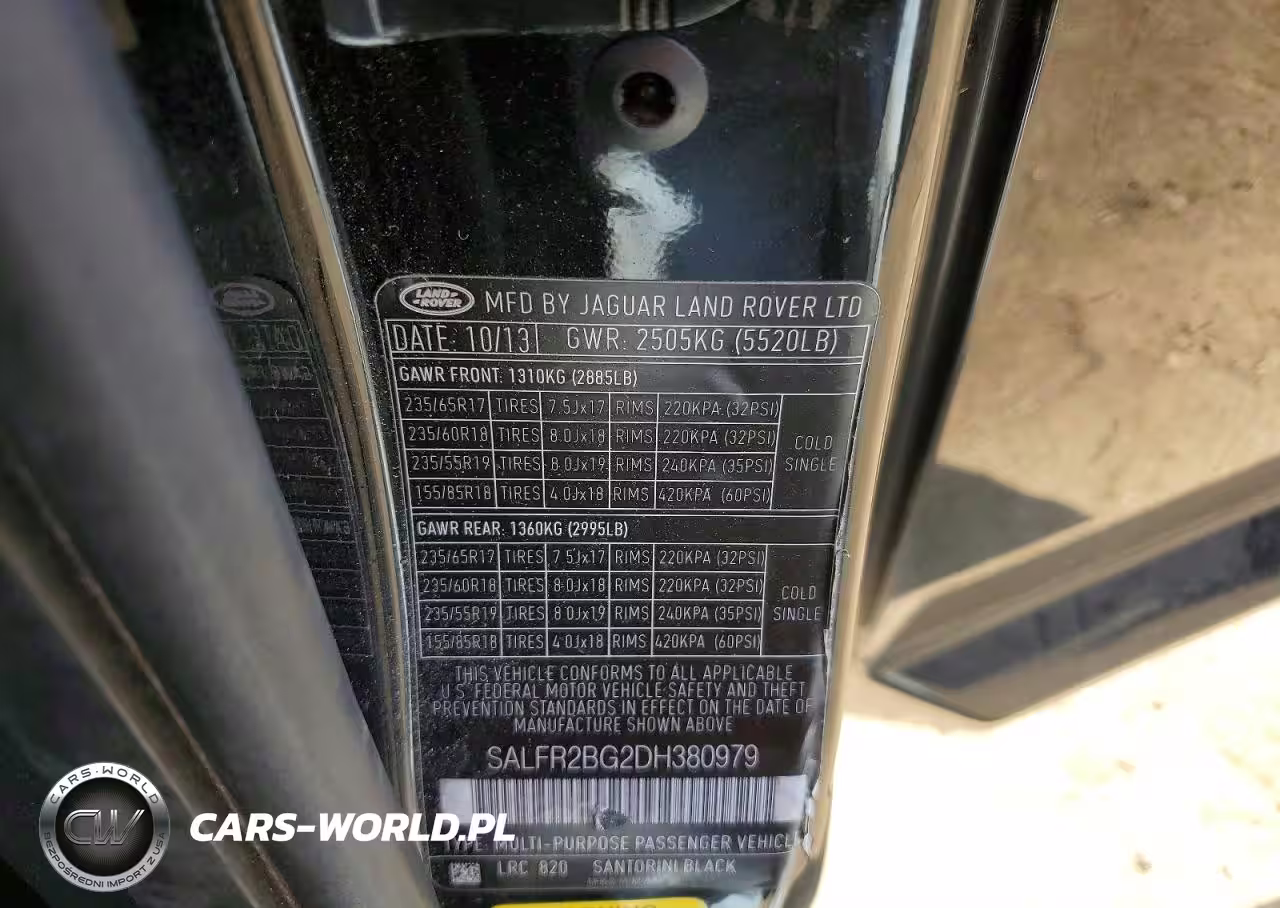 LAND ROVER MFD BY JAGUAR LAND ROVER LTD
DATE: 10/13 GWR: 2505KG (5520LB)
GAWR FRONT: 1310KG (2885LB)
235/65R17 TIRES 7.5Jx17 RIMS 220KPA (32PSI)
235/60R18 TIRES 8.0Jx18 RIMS 220KPA (32PSI)
235/55R19 TIRES 8.0Jx19 RIMS 240KPA (35PSI)
155/85R18 TIRES 4.0Jx18 RIMS 420KPA (60PSI)
COLD
SINGLE
GAWR REAR: 1360KG (2995LB)
235/65R17 TIRES 7.5Jx17 RIMS 220KPA (32PSI)
235/60R18 TIRES 8.0Jx18 RIMS 220KPA (32PSI)
235/55R19 TIRES 8.0Jx19 RIMS 240KPA (35PSI)
155/85R18 TIRES 4.0Jx18 RIMS 420KPA (60PSI)
COLD
SINGLE
THIS VEHICLE CONFORMS TO ALL APPLICABLE
U.S. FEDERAL MOTOR VEHICLE SAFETY AND THEFT
PREVENTION STANDARDS IN EFFECT ON THE DATE OF
MANUFACTURE SHOWN ABOVE
SALFR2BG2DH380979
TYPE: MULTI-PURPOSE PASSENGER VEHICLE
LRC 820 SANTORINI BLACK
CARS-WORLD
CW
BEZPOŚREDNI IMPORT Z USA
CARS-WORLD.PL